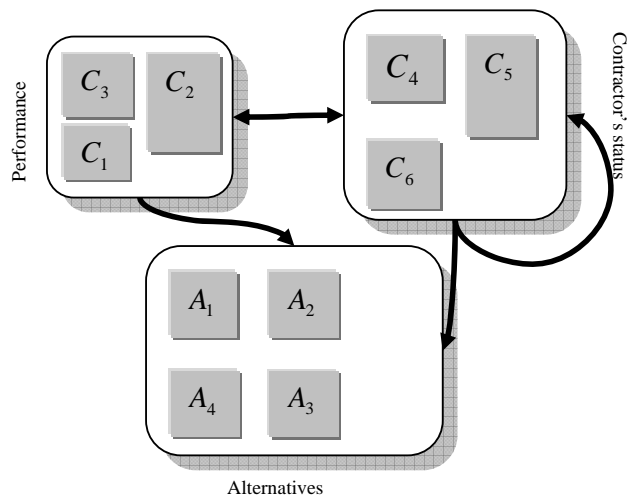 Performance
C3
C2
C1
C4
C5
C6
Contractor's status
A1
A2
A4
A3
Alternatives